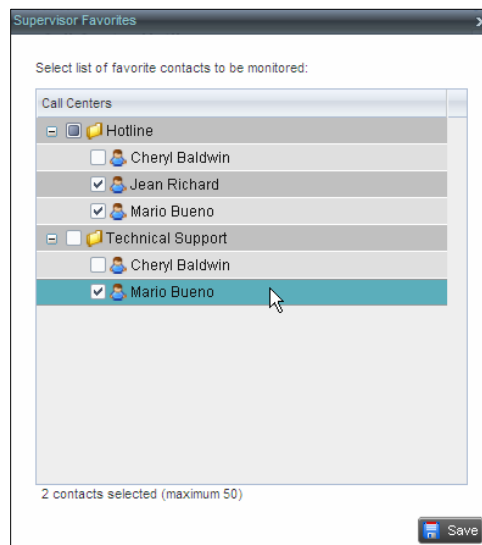 Supervisor Favorites
Select list of favorite contacts to be monitored:
Call Centers
Hotline
Cheryl Baldwin
Jean Richard
Mario Bueno
Technical Support
Cheryl Baldwin
Mario Bueno
2 contacts selected (maximum 50)
Save